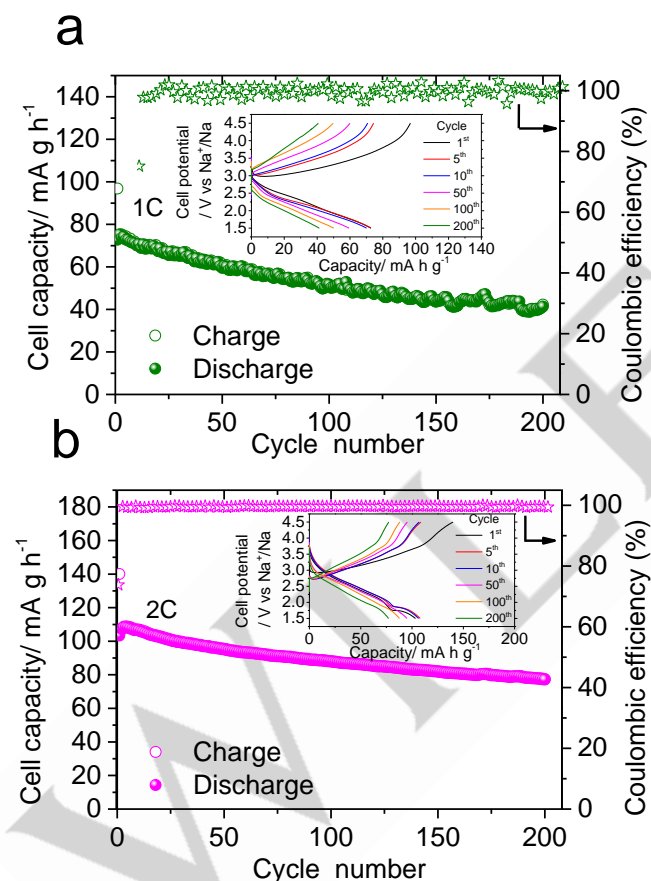 a
140
120
100
80
60
40
20
0
Cell capacity/ mA g h-1
1C
Charge
Discharge
0 50 100 150 200
Cycle number
100
80
60
40
20
0
Coulombic efficiency (%)
4.5
4.0
3.5
3.0
2.5
2.0
1.5
Cell potential
/ V vs Na+/Na
Cycle
1st
5th
10th
50th
100th
200th
0 20 40 60 80 100 120 140
Capacity/ mA h g-1
b
180
160
140
120
100
80
60
40
20
0
Cell capacity/ mA g h-1
2C
Charge
Discharge
0 50 100 150 200
Cycle number
100
80
60
40
20
0
Coulombic efficiency (%)
4.5
4.0
3.5
3.0
2.5
2.0
1.5
Cell potential
/ V vs Na+/Na
Cycle
1st
5th
10th
50th
100th
200th
0 50 100 150 200
Capacity/ mA h g-1